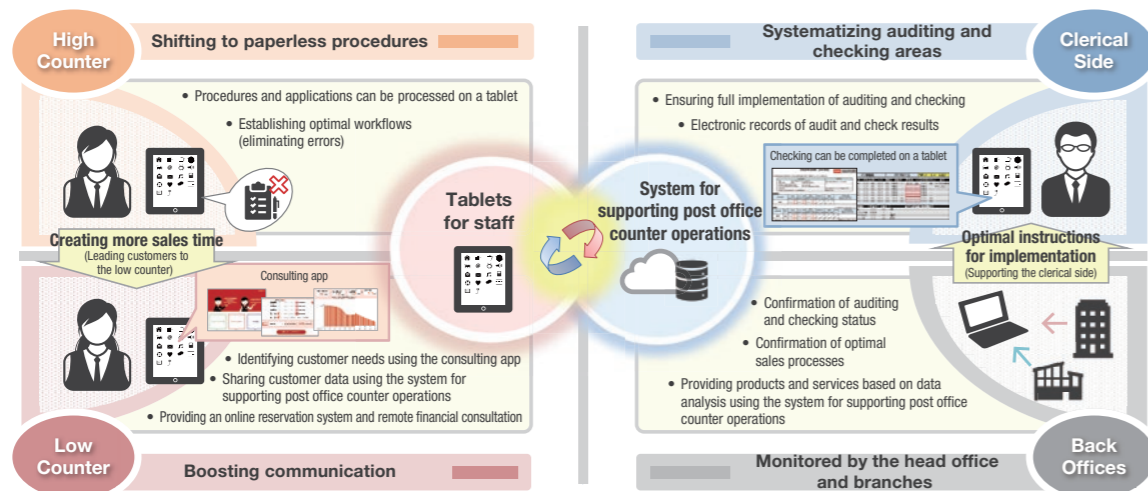 High
Counter
Shifting to paperless procedures
• Procedures and applications can be processed on a tablet
• Establishing optimal workflows
(eliminating errors)
Creating more sales time
(Leading customers to
the low counter)
Tablets
for staff
System for
supporting post office
counter operations
Systematizing auditing and
checking areas
Clerical
Side
• Ensuring full implementation of auditing and checking
• Electronic records of audit and check results
Checking can be completed on a tablet
Optimal instructions
for implementation
(Supporting the clerical side)
Consulting app
• Identifying customer needs using the consulting app
• Sharing customer data using the system for
supporting post office counter operations
• Providing an online reservation system and remote financial consultation
Low
Counter
Boosting communication
• Confirmation of auditing
and checking status
• Confirmation of optimal
sales processes
• Providing products and services based on data
analysis using the system for supporting post office
counter operations
Monitored by the head office
and branches
Back
Offices